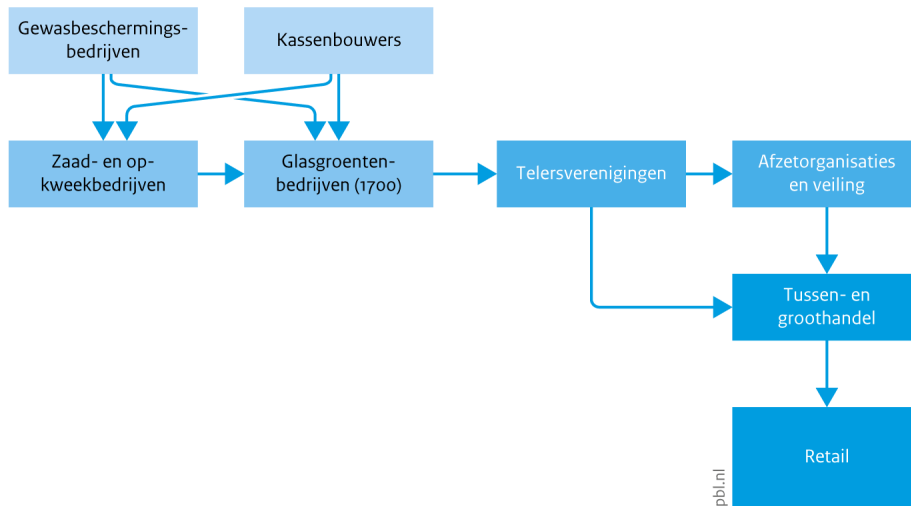 Gewasbeschermings-
bedrijven
Kassenbouwers
Zaad- en op-
kweekbedrijven
Glasgroenten-
bedrijven (1700)
Telersverenigingen
Afzetorganisaties
en veiling
Tussen- en
groothandel
Retail
pbl.nl